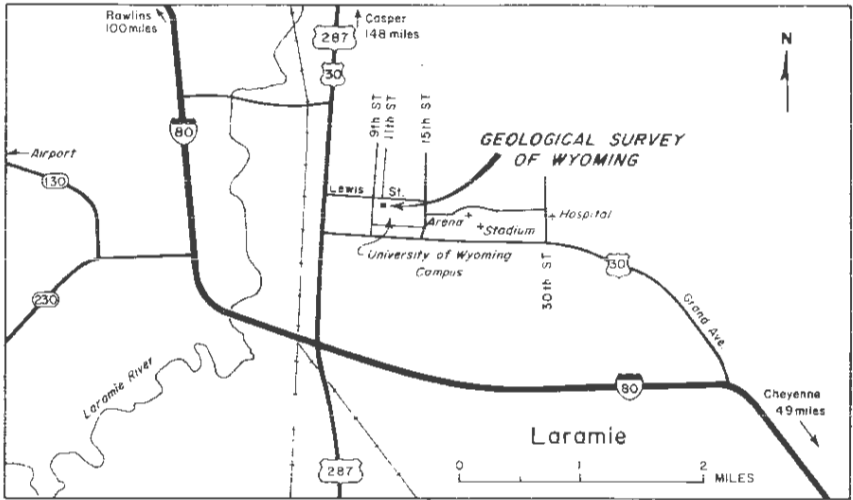 Rawlins
100 miles
Casper
148 miles
287
30
N
80
9th ST
11th ST
15th ST
GEOLOGICAL SURVEY
OF WYOMING
Airport
130
Lewis St.
Arena
Stadium
Hospital
University of Wyoming
Campus
30th ST
30
230
Grand Ave.
Laramie River
80
Cheyenne
49 miles
Laramie
287
0 1 2
MILES